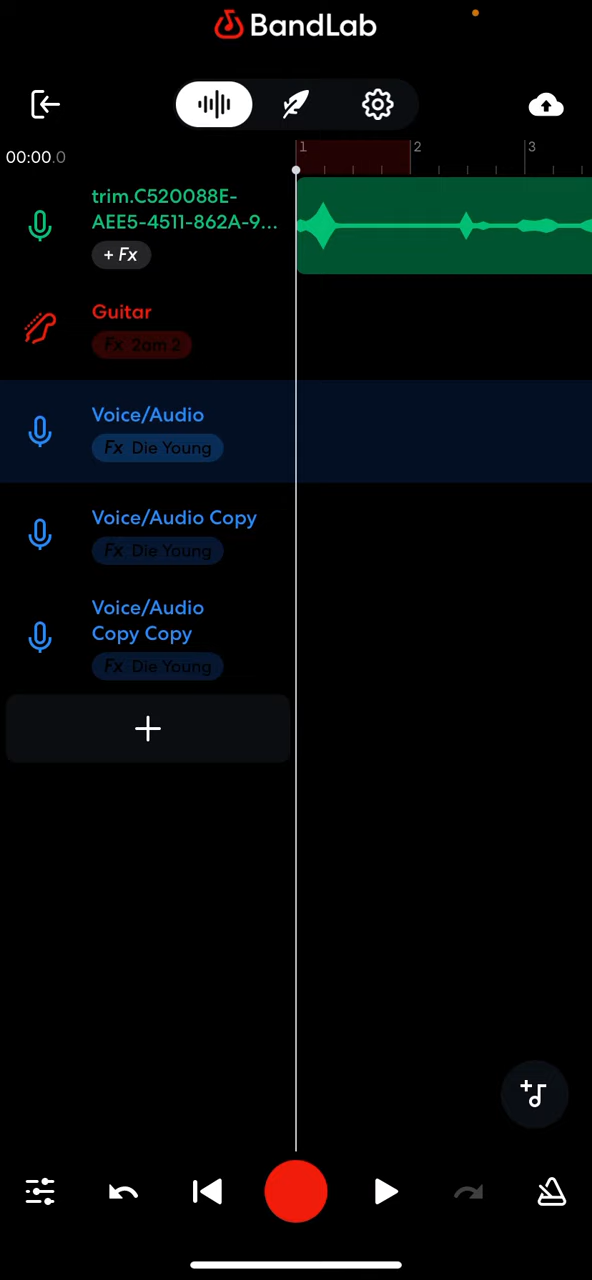 BandLab
00:00.0
1
2
3
trim.C520088E-
AEE5-4511-862A-9...
+ Fx
Guitar
Fx 2am 2
Voice/Audio
Fx Die Young
Voice/Audio Copy
Fx Die Young
Voice/Audio
Copy Copy
Fx Die Young